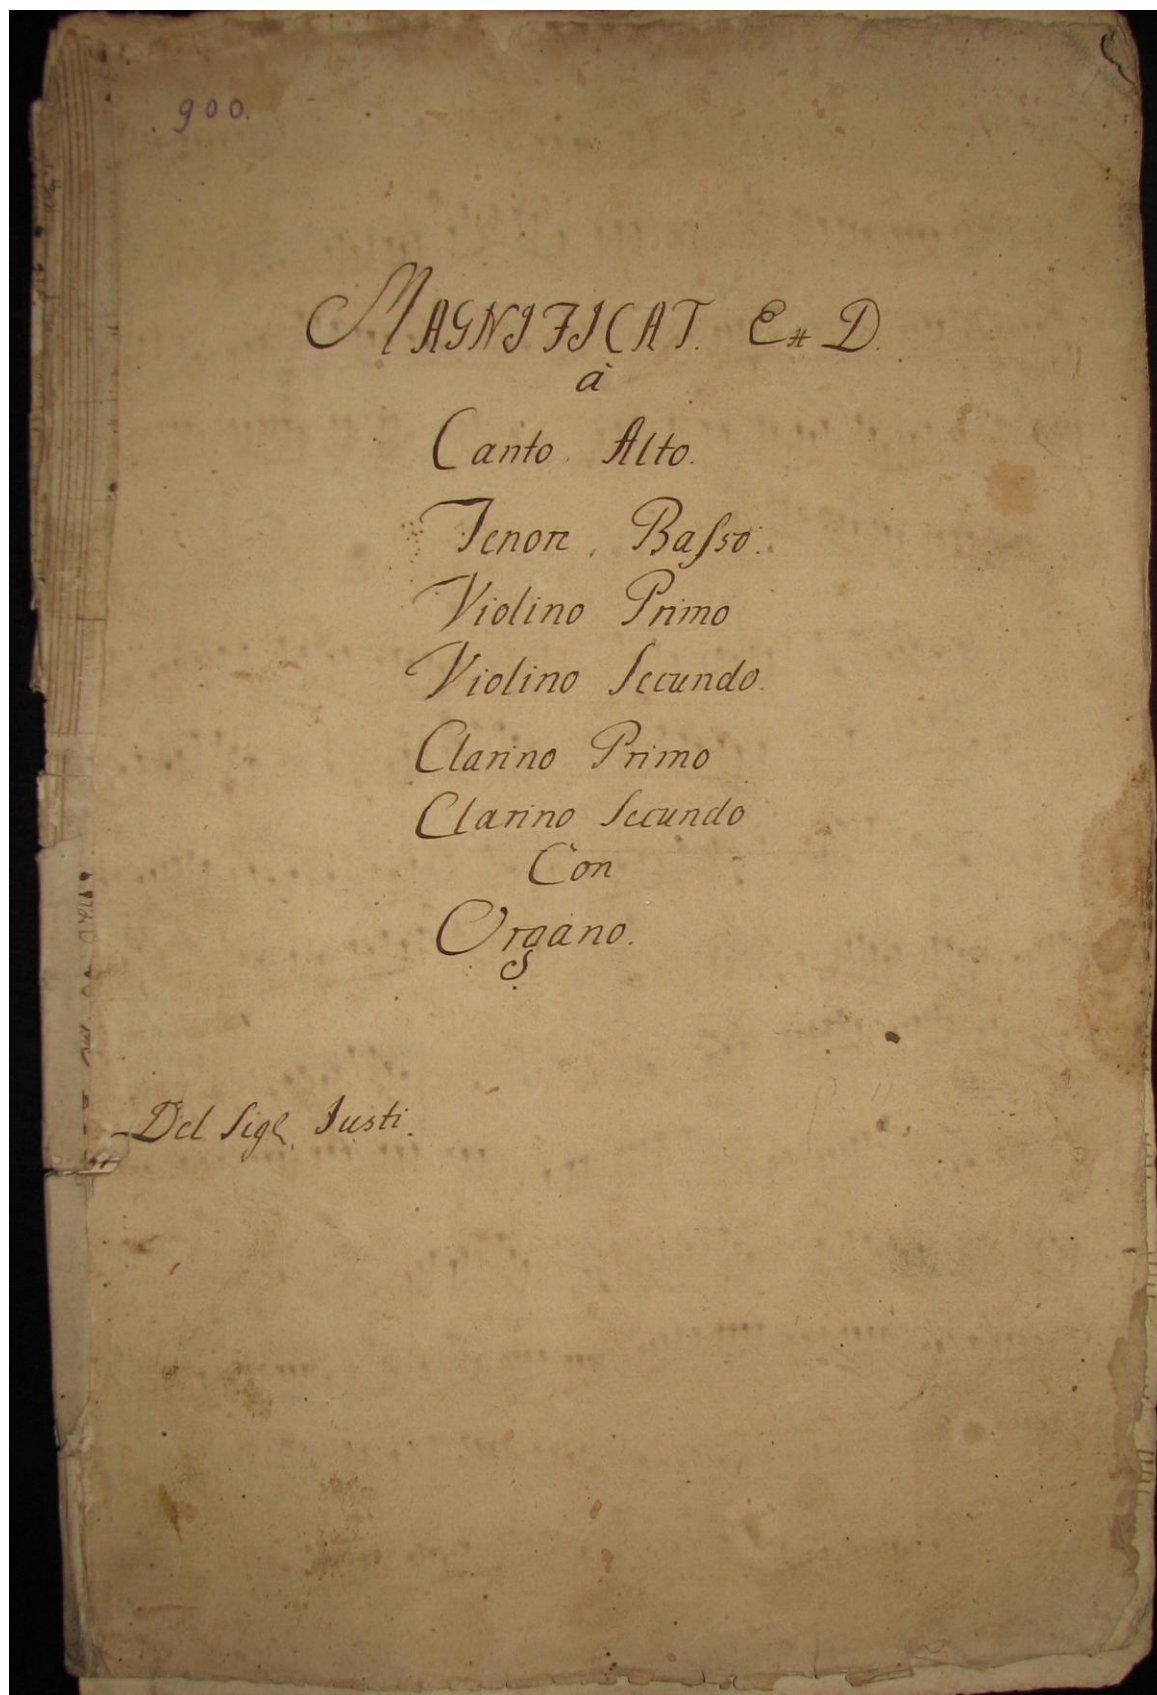 900.
MAGNIFICAT. E# D.
à
Canto. Alto.
Tenore, Basso.
Violino Primo
Violino Secundo.
Clarino Primo
Clarino Secundo
Con
Organo.
Del Sigl. Iusti.